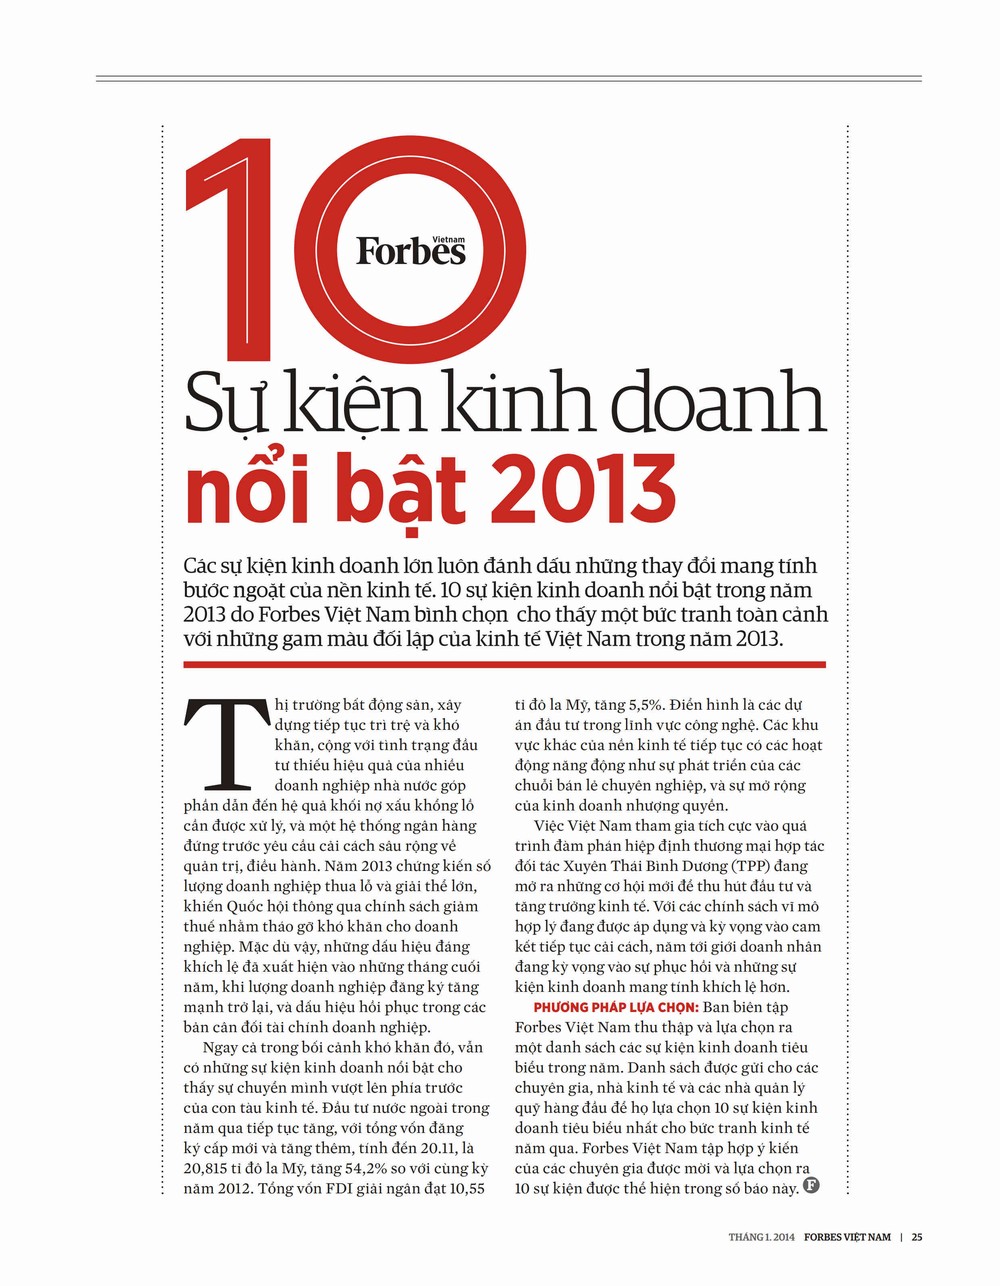 10
Forbes
Vietnam
Sự kiện kinh doanh
nổi bật 2013
Các sự kiện kinh doanh lớn luôn đánh dấu những thay đổi mang tính
bước ngoặt của nền kinh tế. 10 sự kiện kinh doanh nổi bật trong năm
2013 do Forbes Việt Nam bình chọn cho thấy một bức tranh toàn cảnh
với những gam màu đối lập của kinh tế Việt Nam trong năm 2013.
Thị trường bất động sản, xây
dựng tiếp tục trì trệ và khó
khăn, cộng với tình trạng đầu
tư thiếu hiệu quả của nhiều
doanh nghiệp nhà nước góp
phần dẫn đến hệ quả khối nợ xấu khổng lồ
cần được xử lý, và một hệ thống ngân hàng
đứng trước yêu cầu cải cách sâu rộng về
quản trị, điều hành. Năm 2013 chứng kiến số
lượng doanh nghiệp thua lỗ và giải thể lớn,
khiến Quốc hội thông qua chính sách giảm
thuế nhằm tháo gỡ khó khăn cho doanh
nghiệp. Mặc dù vậy, những dấu hiệu đáng
khích lệ đã xuất hiện vào những tháng cuối
năm, khi lượng doanh nghiệp đăng ký tăng
mạnh trở lại, và dấu hiệu hồi phục trong các
bản cân đối tài chính doanh nghiệp.
Ngay cả trong bối cảnh khó khăn đó, vẫn
có những sự kiện kinh doanh nổi bật cho
thấy sự chuyển mình vượt lên phía trước
của con tàu kinh tế. Đầu tư nước ngoài trong
năm qua tiếp tục tăng, với tổng vốn đăng
ký cấp mới và tăng thêm, tính đến 20.11, là
20,815 tỉ đô la Mỹ, tăng 54,2% so với cùng kỳ
năm 2012. Tổng vốn FDI giải ngân đạt 10,55
tỉ đô la Mỹ, tăng 5,5%. Điển hình là các dự
án đầu tư trong lĩnh vực công nghệ. Các khu
vực khác của nền kinh tế tiếp tục có các hoạt
động năng động như sự phát triển của các
chuỗi bán lẻ chuyên nghiệp, và sự mở rộng
của kinh doanh nhượng quyền.
Việc Việt Nam tham gia tích cực vào quá
trình đàm phán hiệp định thương mại hợp tác
đối tác Xuyên Thái Bình Dương (TPP) đang
mở ra những cơ hội mới để thu hút đầu tư và
tăng trưởng kinh tế. Với các chính sách vĩ mô
hợp lý đang được áp dụng và kỳ vọng vào cam
kết tiếp tục cải cách, năm tới giới doanh nhân
đang kỳ vọng vào sự phục hồi và những sự
kiện kinh doanh mang tính khích lệ hơn.
PHƯƠNG PHÁP LỰA CHỌN: Ban biên tập
Forbes Việt Nam thu thập và lựa chọn ra
một danh sách các sự kiện kinh doanh tiêu
biểu trong năm. Danh sách được gửi cho các
chuyên gia, nhà kinh tế và các nhà quản lý
quỹ hàng đầu để họ lựa chọn 10 sự kiện kinh
doanh tiêu biểu nhất cho bức tranh kinh tế
năm qua. Forbes Việt Nam tập hợp ý kiến
của các chuyên gia được mời và lựa chọn ra
10 sự kiện được thể hiện trong số báo này. F
THÁNG 1. 2014 FORBES VIỆT NAM | 25